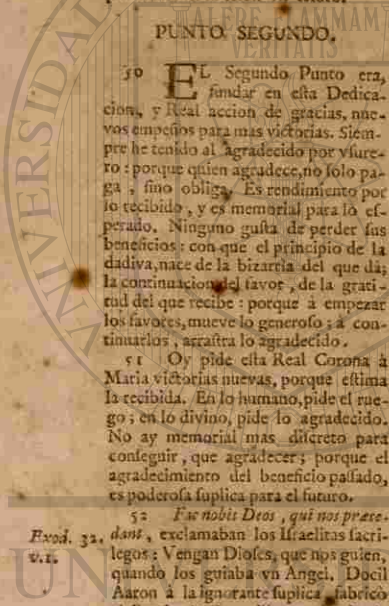 PUNTO SEGUNDO.
50 EL Segundo Punto era,
fundar en esta Dedica-
cion, y Real accion de gracias, nue-
vos empeños para mas victorias. Siem-
pre he tenido al agradecido por vsure-
ro: porque quien agradece, no solo pa-
ga, sino obliga. Es rendimiento por
lo recibido, y es memorial para lo es-
perado. Ninguno gusta de perder sus
beneficios: con que el principio de la
dadiva, nace de la bizarria del que dà;
la continuacion del favor, de la grati-
tud del que recibe: porque à empezar
los favores, mueve lo generoso; à con-
tinuarlos, arrastra lo agradecido.
51 Oy pide esta Real Corona à
Maria victorias nuevas, porque estima
la recibida. En lo humano, pide el rue-
go; en lo divino, pide lo agradecido.
No ay memorial mas discreto para
conseguir, que agradecer; porque el
agradecimiento del beneficio passado,
es poderosa suplica para el futuro.
52 Fac nobis Deos, qui nos præce-
Exod. 32. dant, exclamaban los Israelitas sacri-
v.1. legos: Vengan Dioses, que nos guien,
quando los guiaba vn Angel. Docil
Aaron à la ignorante suplica, fabricò